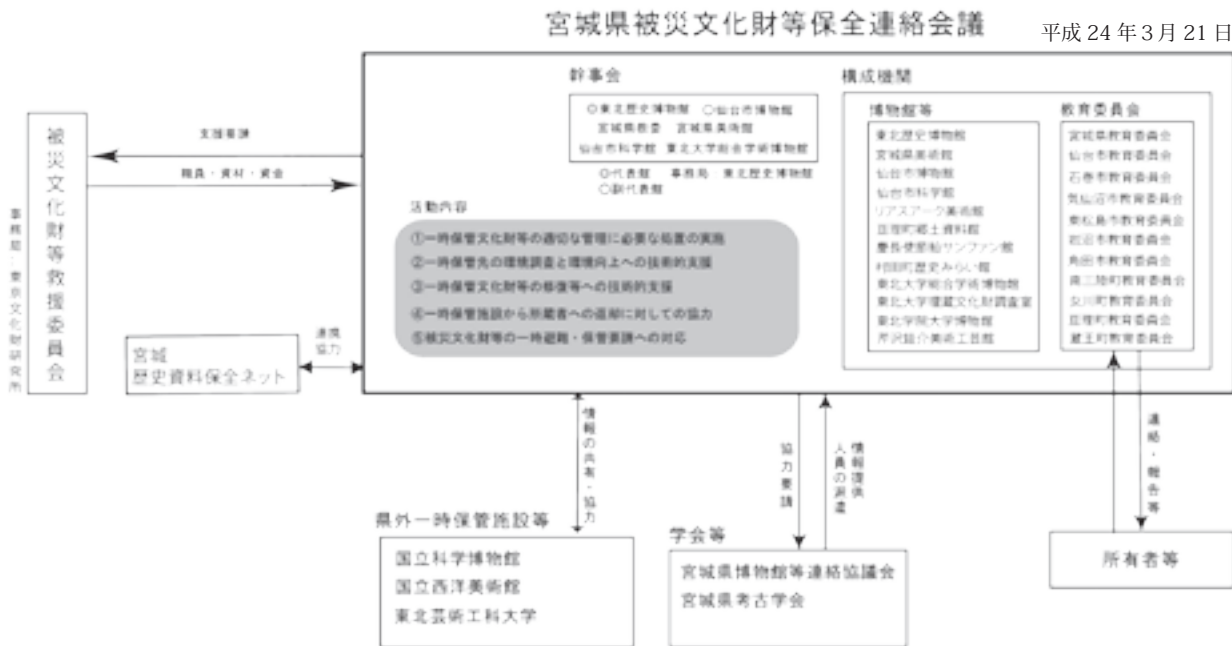 宮城県被災文化財等保全連絡会議
平成 24 年３月 21 日
被災文化財等救援委員会
事務局：東京文化財研究所
支援要請
職員・資材・資金
幹事会
◎東北歴史博物館　○仙台市博物館
宮城県教委　宮城県美術館
仙台市科学館　東北大学総合学術博物館
◎代表館　事務局：東北歴史博物館
○副代表館
活動内容
①一時保管文化財等の適切な管理に必要な処置の実施
②一時保管先の環境調査と環境向上への技術的支援
③一時保管文化財等の修復等への技術的支援
④一時保管施設から所蔵者への返却に対しての協力
⑤被災文化財等の一時避難・保管要請への対応
構成機関
博物館等
東北歴史博物館
宮城県美術館
仙台市博物館
仙台市科学館
リアスアーク美術館
亘理町郷土資料館
慶長使節船サンファン館
村田町歴史みらい館
東北大学総合学術博物館
東北大学埋蔵文化財調査室
東北学院大学博物館
芹沢銈介美術工芸館
教育委員会
宮城県教育委員会
仙台市教育委員会
石巻市教育委員会
気仙沼市教育委員会
東松島市教育委員会
岩沼市教育委員会
角田市教育委員会
南三陸町教育委員会
女川町教育委員会
亘理町教育委員会
蔵王町教育委員会
宮城
歴史資料保全ネット
連携
協力
情報の共有・協力
協力要請
情報提供
人員の派遣
連絡・報告等
県外一時保管施設等
国立科学博物館
国立西洋美術館
東北芸術工科大学
学会等
宮城県博物館等連絡協議会
宮城県考古学会
所有者等